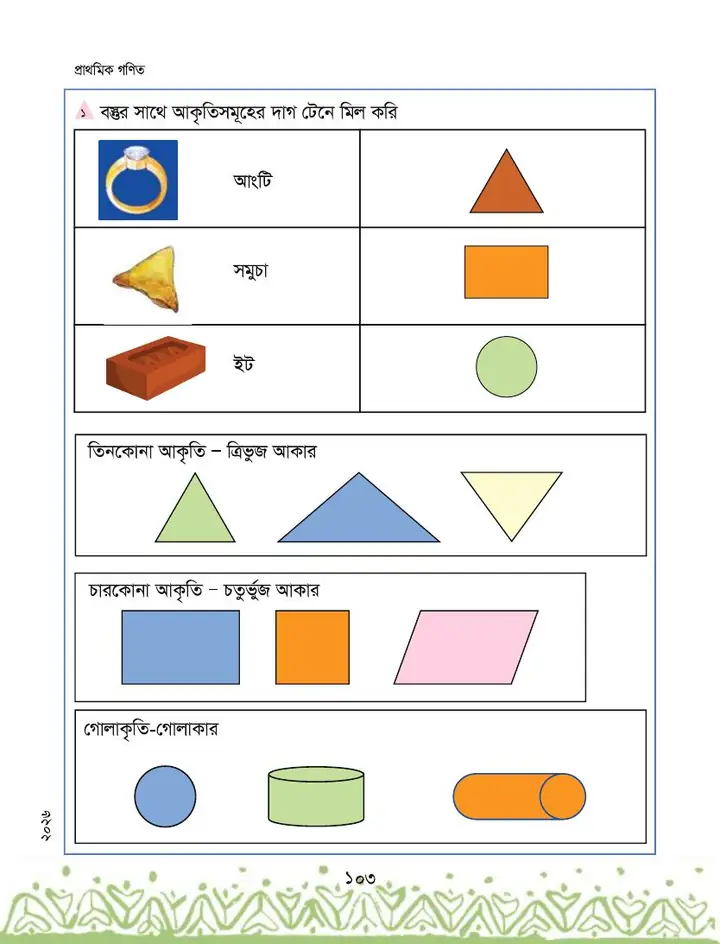 প্রাথমিক গণিত
১ বস্তুর সাথে আকৃতিসমূহের দাগ টেনে মিল করি
আংটি
সমুচা
ইট
তিনকোনা আকৃতি – ত্রিভুজ আকার
চারকোনা আকৃতি – চতুর্ভুজ আকার
গোলাকৃতি-গোলাকার
২০২৬
১০৩